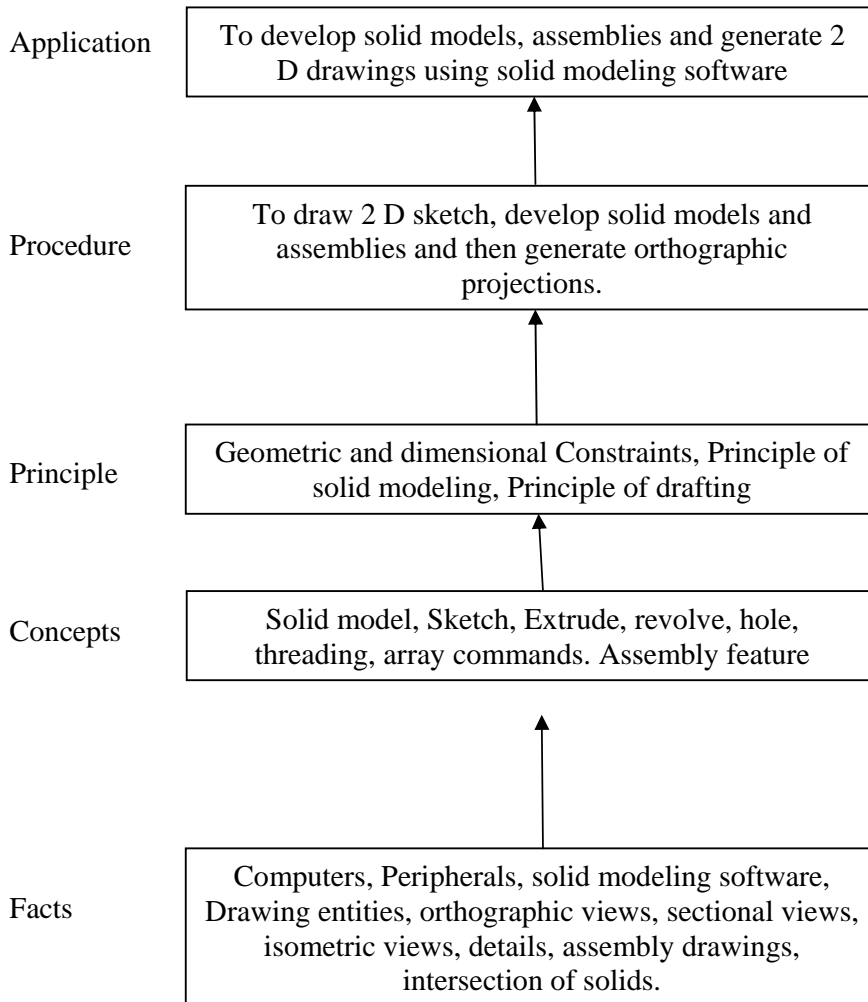 Application
To develop solid models, assemblies and generate 2
D drawings using solid modeling software
Procedure
To draw 2 D sketch, develop solid models and
assemblies and then generate orthographic
projections.
Principle
Geometric and dimensional Constraints, Principle of
solid modeling, Principle of drafting
Concepts
Solid model, Sketch, Extrude, revolve, hole,
threading, array commands. Assembly feature
Facts
Computers, Peripherals, solid modeling software,
Drawing entities, orthographic views, sectional views,
isometric views, details, assembly drawings,
intersection of solids.